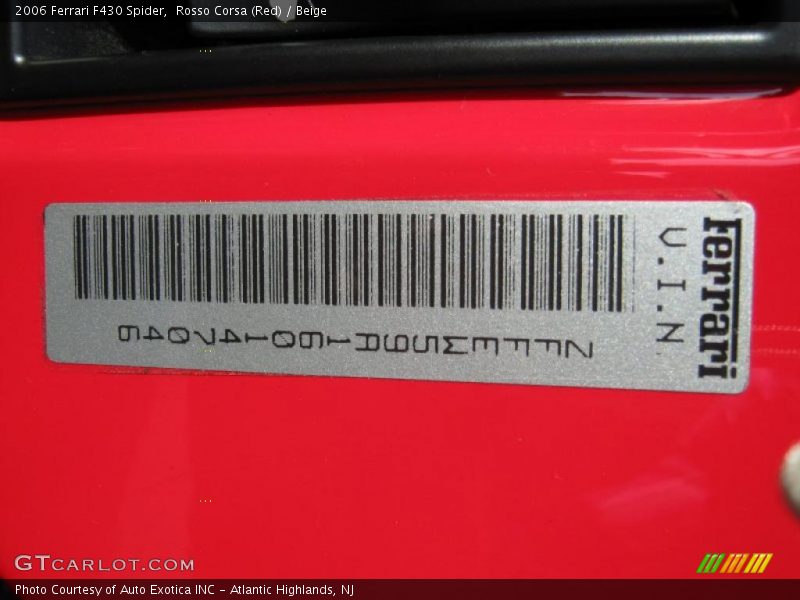 2006 Ferrari F430 Spider, Rosso Corsa (Red) / Beige
Ferrari
V.I.N.
ZFFEW59A160147046
GTCARLOT.COM
Photo Courtesy of Auto Exotica INC - Atlantic Highlands, NJ